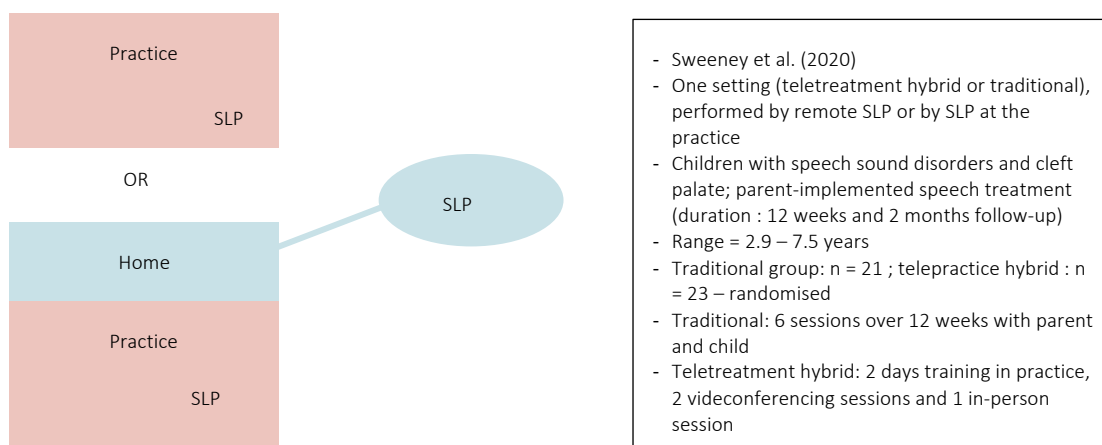 Practice
SLP
OR
SLP
Home
Practice
SLP
- Sweeney et al. (2020)
- One setting (teletreatment hybrid or traditional),
performed by remote SLP or by SLP at the
practice
- Children with speech sound disorders and cleft
palate; parent-implemented speech treatment
(duration : 12 weeks and 2 months follow-up)
- Range = 2.9 – 7.5 years
- Traditional group: n = 21 ; telepractice hybrid : n
= 23 – randomised
- Traditional: 6 sessions over 12 weeks with parent
and child
- Teletreatment hybrid: 2 days training in practice,
2 videconferencing sessions and 1 in-person
session